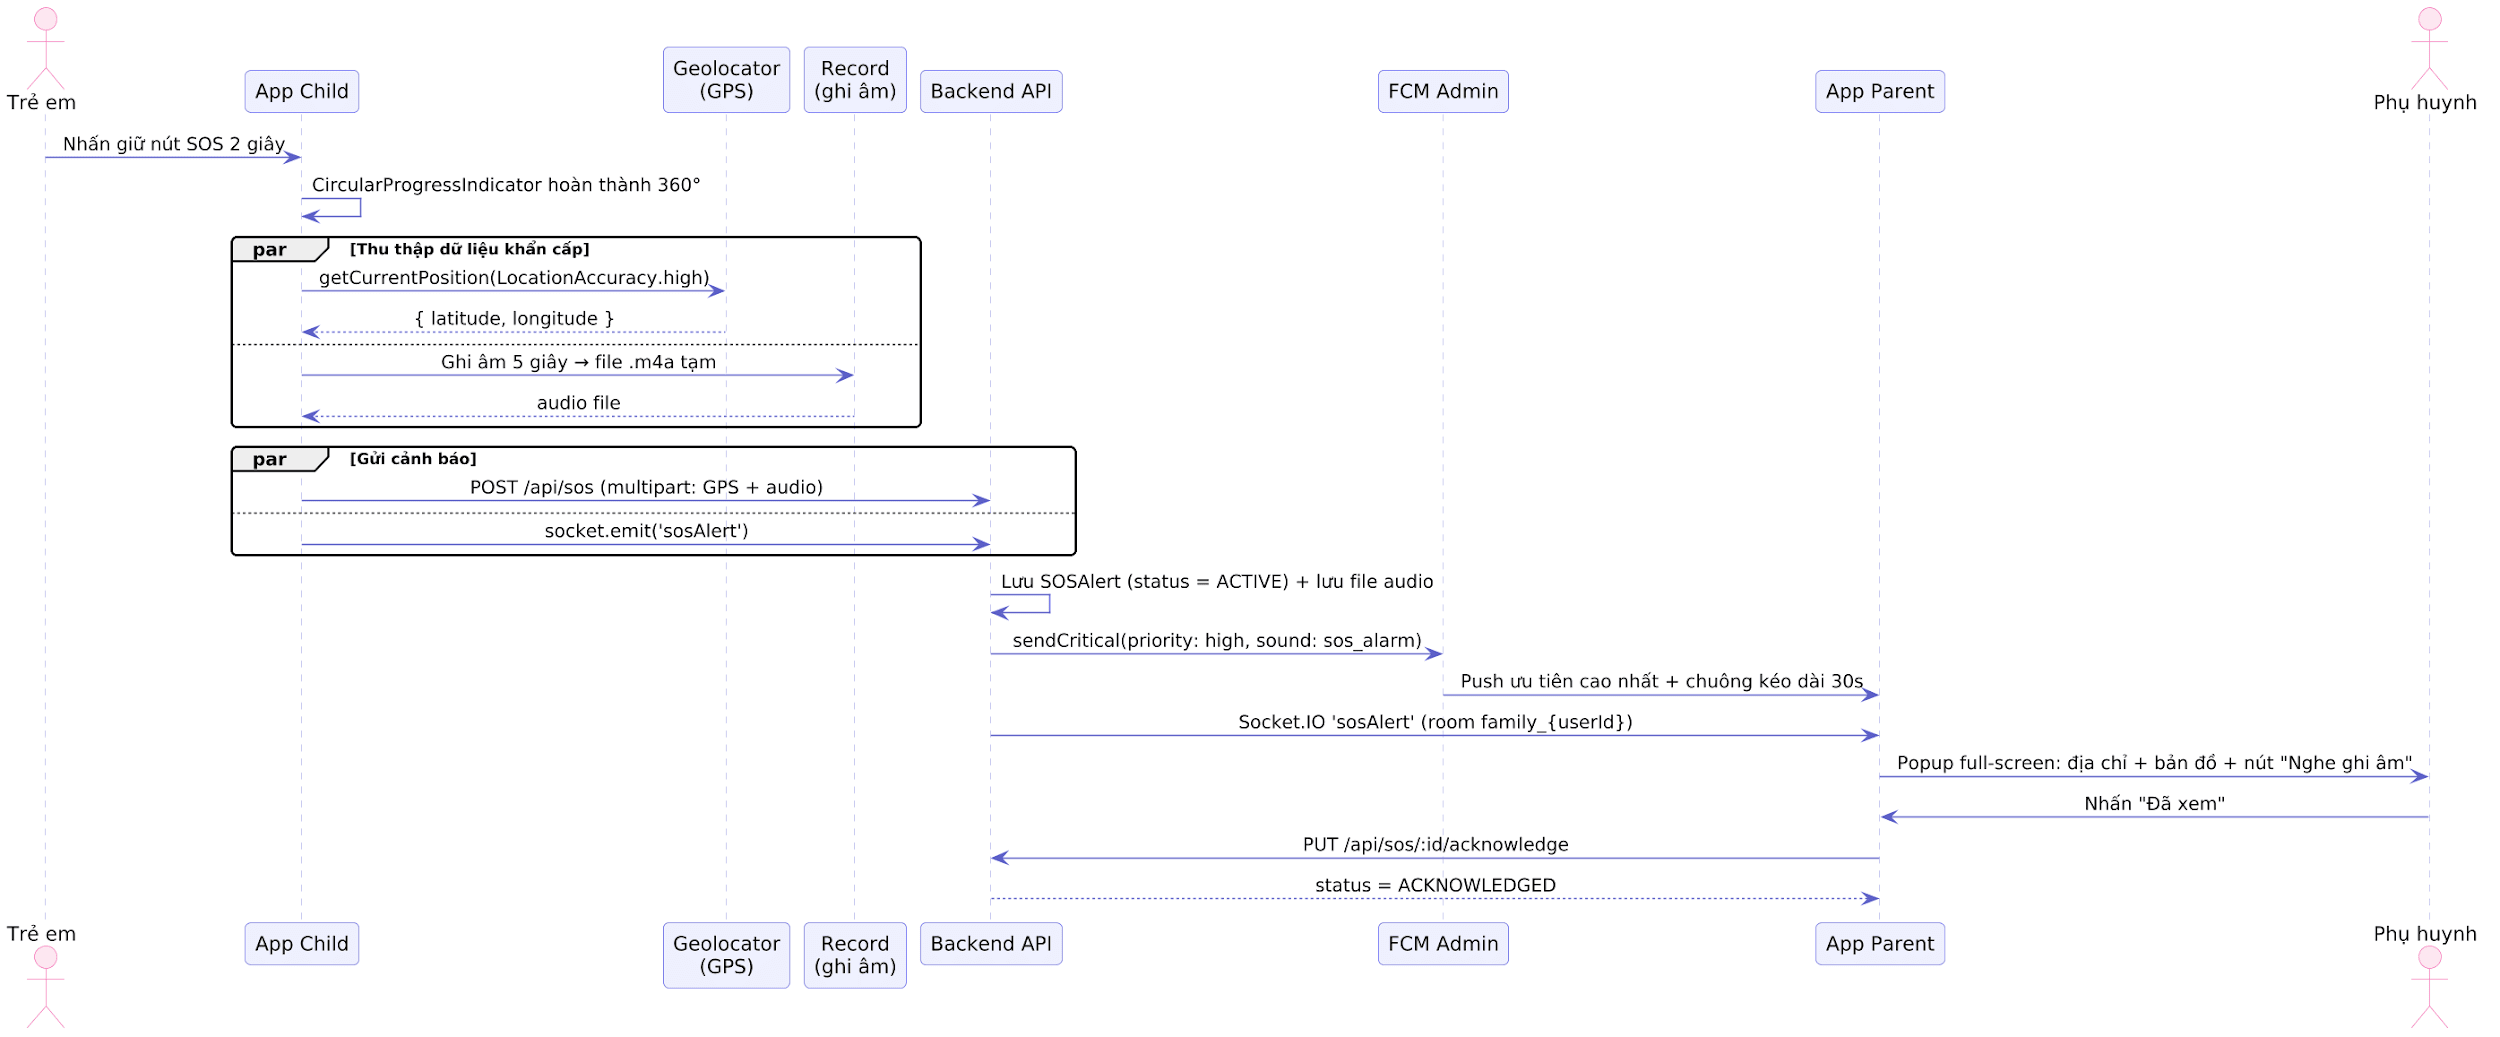 Trẻ em
App Child
Geolocator
(GPS)
Record
(ghi âm)
Backend API
FCM Admin
App Parent
Phụ huynh
Nhấn giữ nút SOS 2 giây
CircularProgressIndicator hoàn thành 360°
par [Thu thập dữ liệu khẩn cấp]
getCurrentPosition(LocationAccuracy.high)
{ latitude, longitude }
Ghi âm 5 giây → file .m4a tạm
audio file
par [Gửi cảnh báo]
POST /api/sos (multipart: GPS + audio)
socket.emit('sosAlert')
Lưu SOSAlert (status = ACTIVE) + lưu file audio
sendCritical(priority: high, sound: sos_alarm)
Push ưu tiên cao nhất + chuông kéo dài 30s
Socket.IO 'sosAlert' (room family_{userId})
Popup full-screen: địa chỉ + bản đồ + nút "Nghe ghi âm"
Nhấn "Đã xem"
PUT /api/sos/:id/acknowledge
status = ACKNOWLEDGED
Trẻ em
App Child
Geolocator
(GPS)
Record
(ghi âm)
Backend API
FCM Admin
App Parent
Phụ huynh